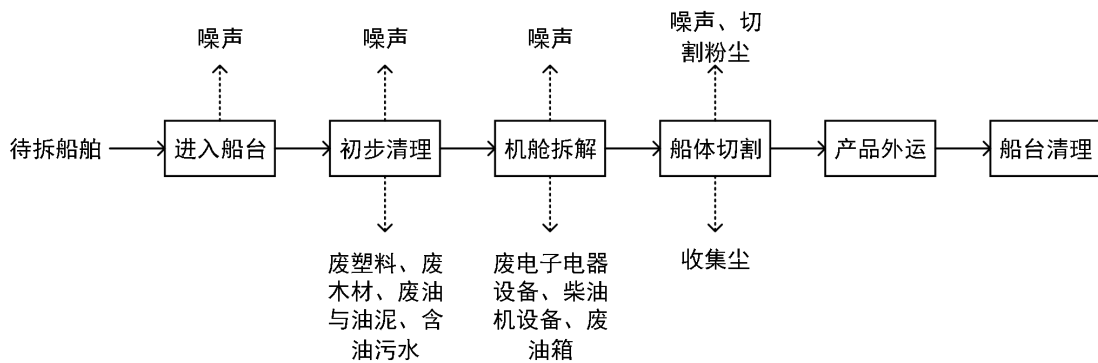 噪声
噪声
噪声
噪声、切
割粉尘
待拆船舶
进入船台
初步清理
机舱拆解
船体切割
产品外运
船台清理
废塑料、废
木材、废油
与油泥、含
油污水
废电子电器
设备、柴油
机设备、废
油箱
收集尘